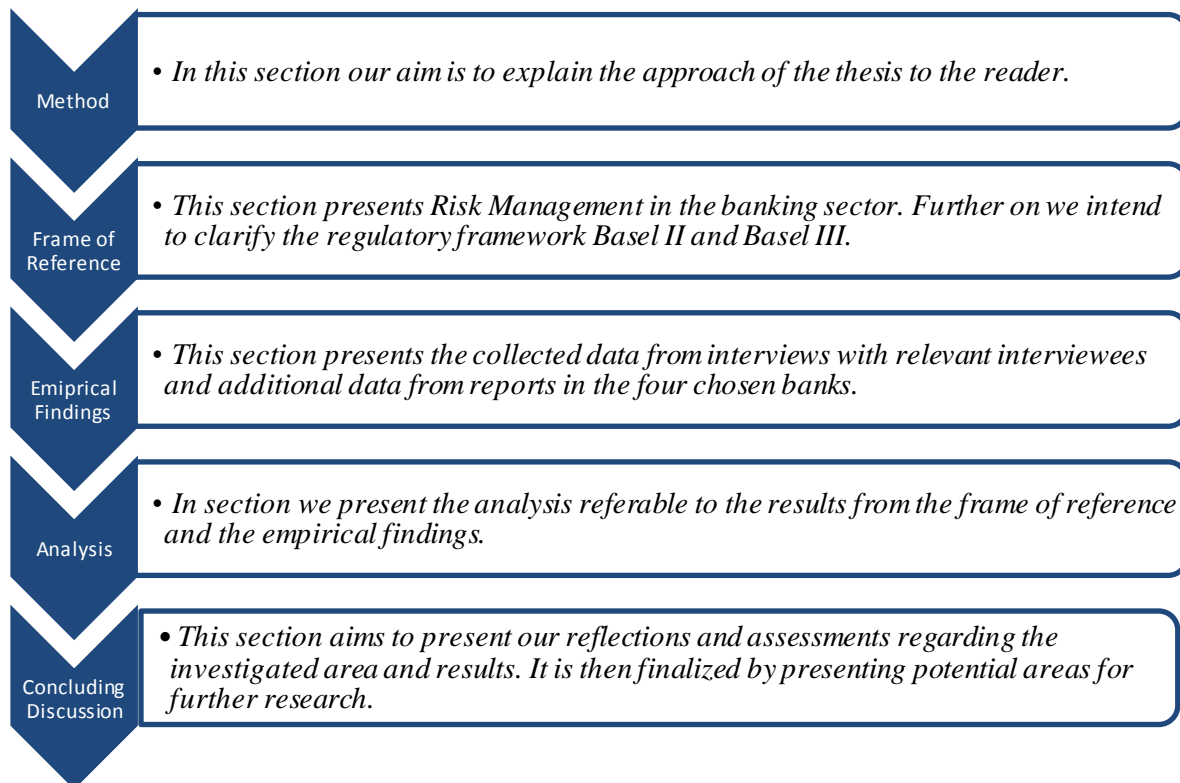 Method
• In this section our aim is to explain the approach of the thesis to the reader.
Frame of
Reference
• This section presents Risk Management in the banking sector. Further on we intend
to clarify the regulatory framework Basel II and Basel III.
Emiprical
Findings
• This section presents the collected data from interviews with relevant interviewees
and additional data from reports in the four chosen banks.
Analysis
• In section we present the analysis referable to the results from the frame of reference
and the empirical findings.
Concluding
Discussion
• This section aims to present our reflections and assessments regarding the
investigated area and results. It is then finalized by presenting potential areas for
further research.